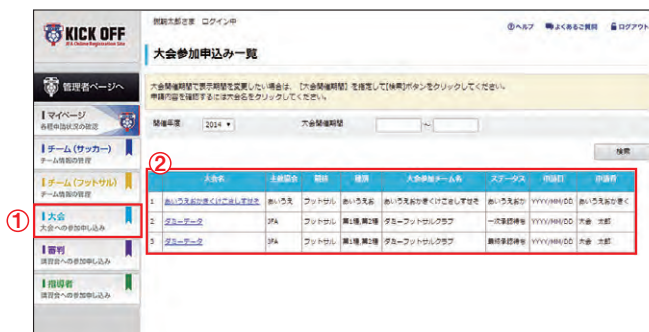 KICK OFF
JFA Online Registration Site
蹴鞠太郎さま ログイン中
ヘルプ よくあるご質問 ログアウト
大会参加申込み一覧
管理者ページへ
大会開催期間で表示期間を変更したい場合は、【大会開催期間】を指定して[検索]ボタンをクリックしてください。
申請内容を確認するには大会名をクリックしてください。
マイページ
各種申請状況の確認
開催年度 2014 大会開催期間 ~
チーム(サッカー)
チーム情報の管理
検索
チーム(フットサル)
チーム情報の管理
②
大会名 主管協会 競技 種別 大会参加チーム名 ステータス 申請日 申請者
1 あいうえおかきくけこさしすせそ あいうえ フットサル あいうえお あいうえおかきくけこさしすせそ あいうえおか YYYY/MM/DD あいうえおかきく
2 ダミーデータ JFA フットサル 第1種,第2種 ダミーフットサルクラブ 一次承認待ち YYYY/MM/DD 大会 太郎
3 ダミーデータ JFA フットサル 第1種,第2種 ダミーフットサルクラブ 最終承認待ち YYYY/MM/DD 大会 太郎
①
大会
大会への参加申し込み
審判
講習会への参加申し込み
指導者
講習会への参加申し込み